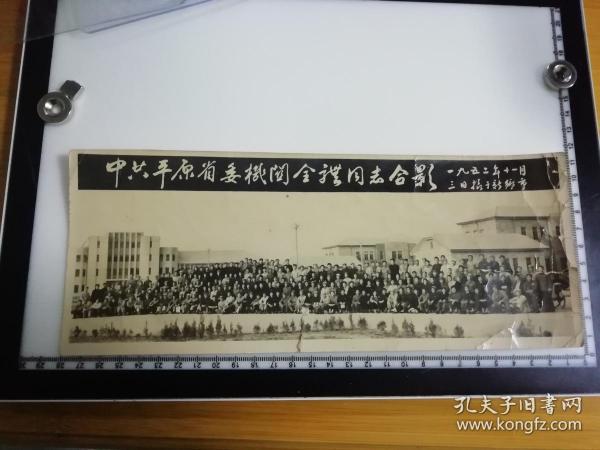 中共平原省委機関全體同志合影
一九五二年十一月
三日攝于新鄉市
孔夫子旧书网
www.kongfz.com